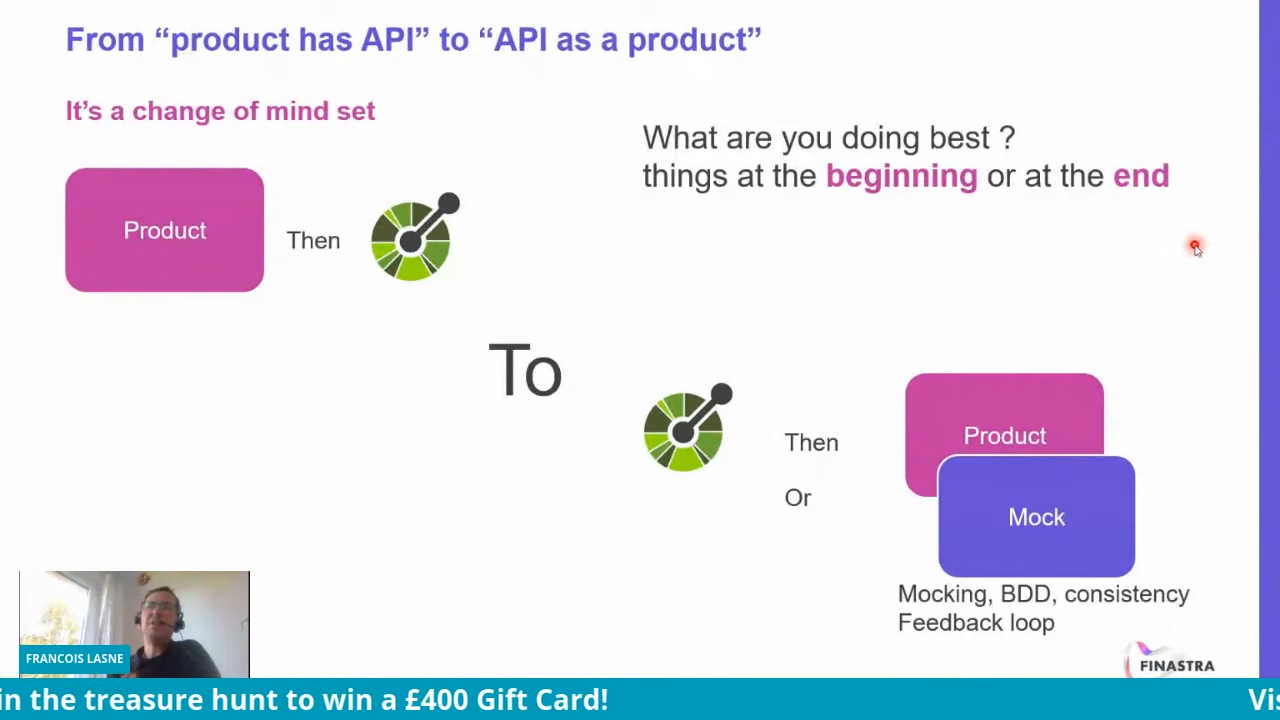 From “product has API” to “API as a product”
It’s a change of mind set
What are you doing best ?
things at the beginning or at the end
Product
Then
To
Then
Or
Product
Mock
Mocking, BDD, consistency
Feedback loop
FRANCOIS LASNE
FINASTRA
in the treasure hunt to win a £400 Gift Card!
Vis